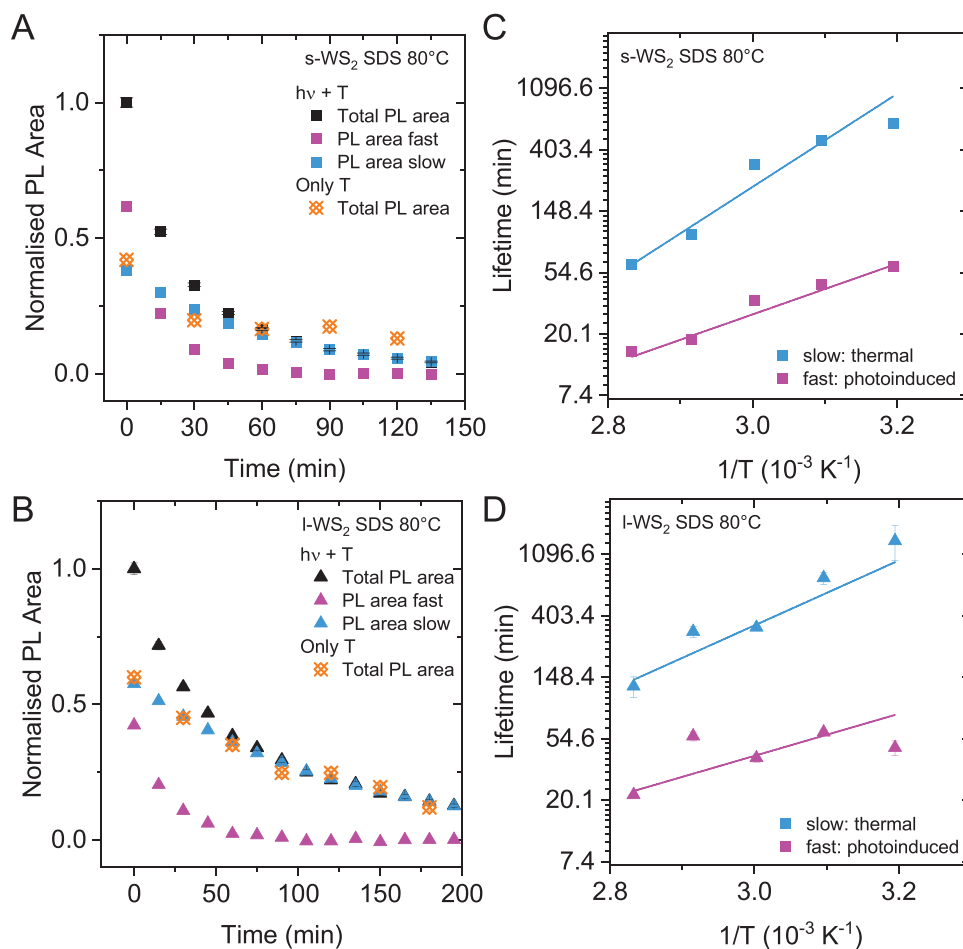 A
s-WS₂ SDS 80°C
hν + T
Total PL area
PL area fast
PL area slow
Only T
Total PL area
Normalised PL Area
1.0
0.5
0.0
0 30 60 90 120 150
Time (min)
C
s-WS₂ SDS 80°C
Lifetime (min)
1096.6
403.4
148.4
54.6
20.1
7.4
slow: thermal
fast: photoinduced
2.8 3.0 3.2
1/T (10⁻³ K⁻¹)
B
l-WS₂ SDS 80°C
hν + T
Total PL area
PL area fast
PL area slow
Only T
Total PL area
Normalised PL Area
1.0
0.5
0.0
0 50 100 150 200
Time (min)
D
l-WS₂ SDS 80°C
Lifetime (min)
1096.6
403.4
148.4
54.6
20.1
7.4
slow: thermal
fast: photoinduced
2.8 3.0 3.2
1/T (10⁻³ K⁻¹)